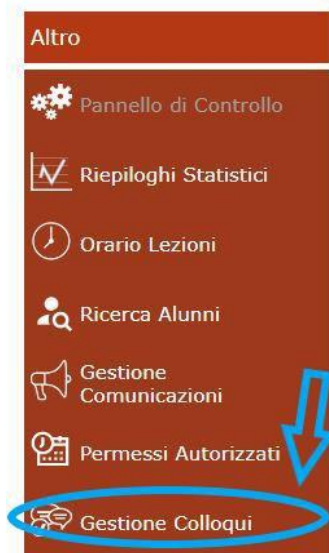 Altro
Pannello di Controllo
Riepiloghi Statistici
Orario Lezioni
Ricerca Alunni
Gestione
Comunicazioni
Permessi Autorizzati
Gestione Colloqui